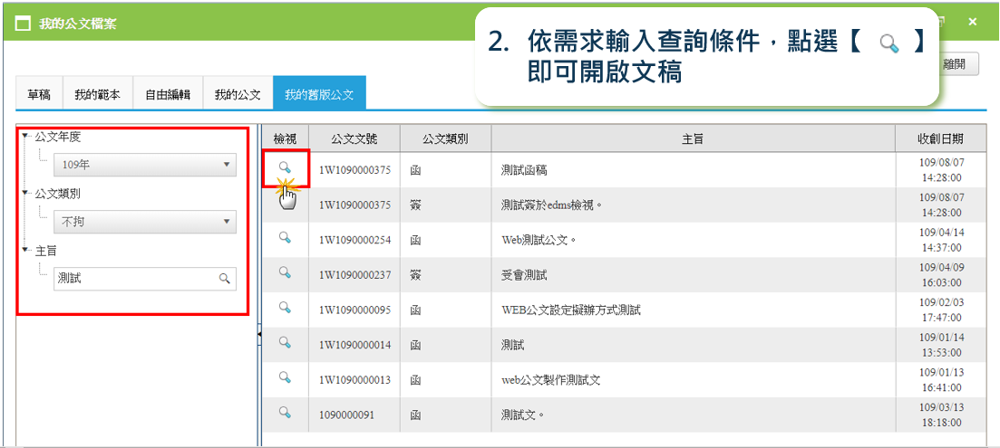 我的公文檔案
2. 依需求輸入查詢條件，點選【 】
即可開啟文稿
離開
草稿 我的範本 自由編輯 我的公文 我的舊版公文
公文年度
109年
公文類別
不拘
主旨
測試
檢視 公文文號 公文類別 主旨 收創日期
1W1090000375 函 測試函稿 109/08/07
14:28:00
1W1090000375 簽 測試簽於edms檢視。 109/08/07
14:28:00
1W1090000254 函 Web測試公文。 109/04/14
14:37:00
1W1090000237 簽 受會測試 109/04/09
16:03:00
1W1090000095 函 WEB公文設定擬辦方式測試 109/02/03
17:47:00
1W1090000014 函 測試 109/01/14
13:53:00
1W1090000013 函 web公文製作測試文 109/01/13
16:41:00
1090000091 函 測試文。 109/03/13
18:18:00